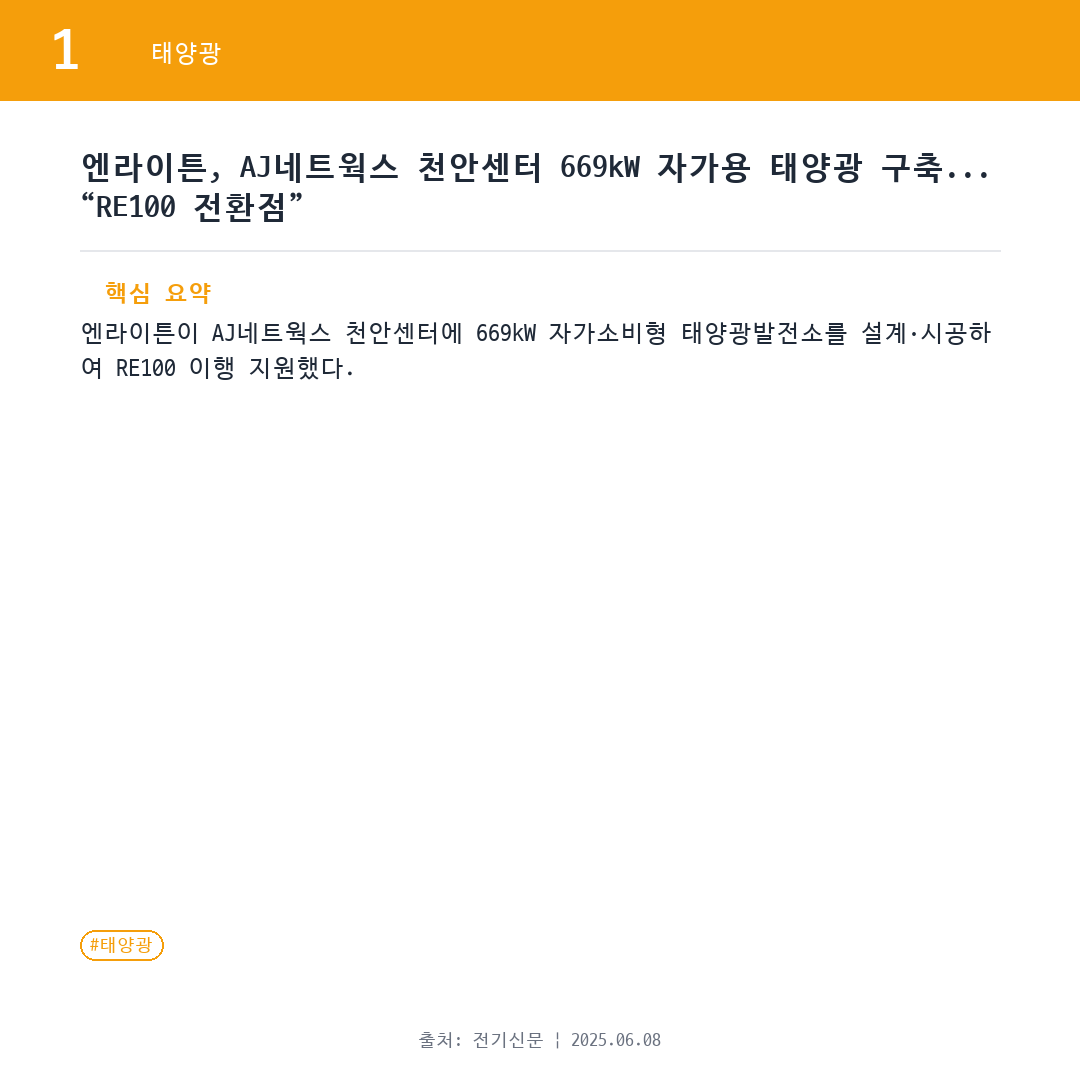 1 태양광
엔라이튼, AJ네트웍스 천안센터 669kW 자가용 태양광 구축...
“RE100 전환점”
핵심 요약
엔라이튼이 AJ네트웍스 천안센터에 669kW 자가소비형 태양광발전소를 설계·시공하
여 RE100 이행 지원했다.
#태양광
출처: 전기신문 ¦ 2025.06.08